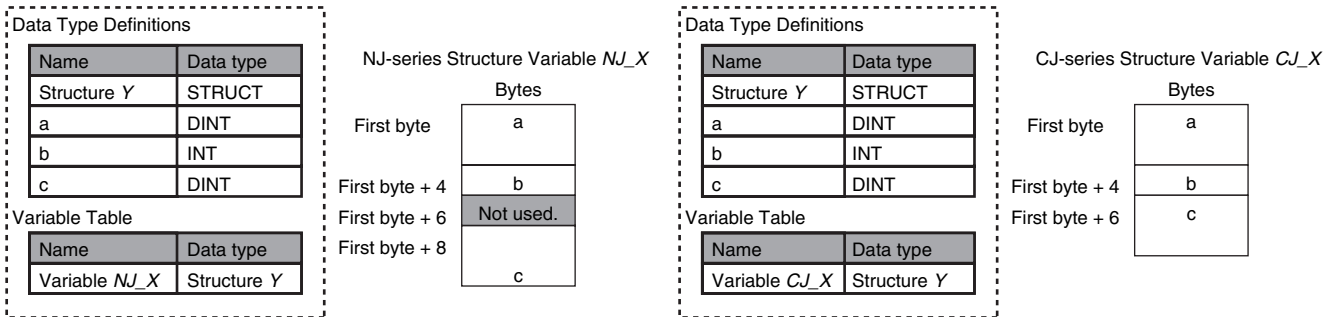 Data Type Definitions
Name Data type
Structure Y STRUCT
a DINT
b INT
c DINT
Variable Table
Name Data type
Variable NJ_X Structure Y
NJ-series Structure Variable NJ_X
Bytes
First byte a
First byte + 4 b
First byte + 6 Not used.
First byte + 8
c
Data Type Definitions
Name Data type
Structure Y STRUCT
a DINT
b INT
c DINT
Variable Table
Name Data type
Variable CJ_X Structure Y
CJ-series Structure Variable CJ_X
Bytes
First byte a
First byte + 4 b
First byte + 6 c